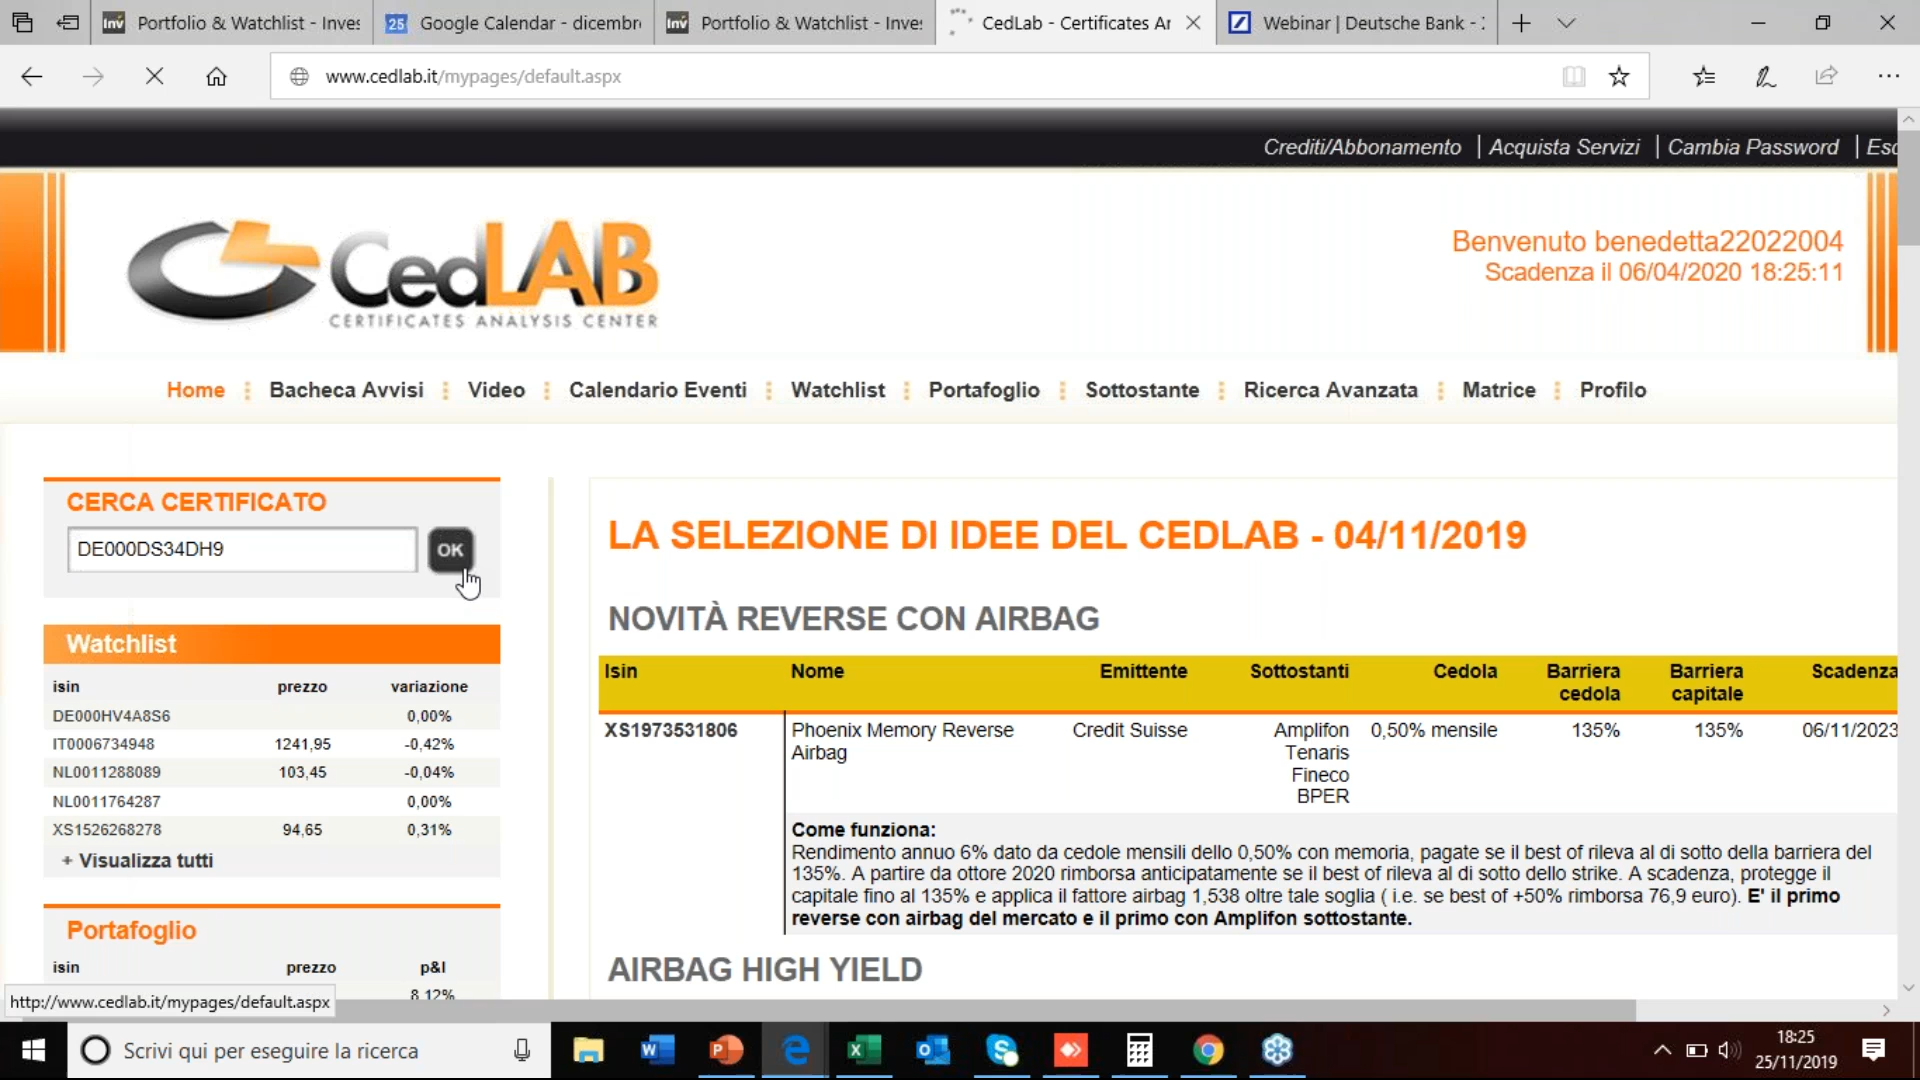 Portfolio & Watchlist - Inves
25 Google Calendar - dicembre
Portfolio & Watchlist - Inves
CedLab - Certificates Ar
Webinar | Deutsche Bank -
www.cedlab.it/mypages/default.aspx
Crediti/Abbonamento | Acquista Servizi | Cambia Password | Esc
CedLAB
CERTIFICATES ANALYSIS CENTER
Benvenuto benedetta22022004
Scadenza il 06/04/2020 18:25:11
Home Bacheca Avvisi Video Calendario Eventi Watchlist Portafoglio Sottostante Ricerca Avanzata Matrice Profilo
CERCA CERTIFICATO
DE000DS34DH9 OK
Watchlist
isin prezzo variazione
DE000HV4A8S6 0,00%
IT0006734948 1241,95 -0,42%
NL0011288089 103,45 -0,04%
NL0011764287 0,00%
XS1526268278 94,65 0,31%
+ Visualizza tutti
Portafoglio
isin prezzo p&l
8,12%
http://www.cedlab.it/mypages/default.aspx
LA SELEZIONE DI IDEE DEL CEDLAB - 04/11/2019
NOVITÀ REVERSE CON AIRBAG
Isin Nome Emittente Sottostanti Cedola Barriera cedola Barriera capitale Scadenza
XS1973531806 Phoenix Memory Reverse Airbag Credit Suisse Amplifon Tenaris Fineco BPER 0,50% mensile 135% 135% 06/11/2023
Come funziona:
Rendimento annuo 6% dato da cedole mensili dello 0,50% con memoria, pagate se il best of rileva al di sotto della barriera del
135%. A partire da ottore 2020 rimborsa anticipatamente se il best of rileva al di sotto dello strike. A scadenza, protegge il
capitale fino al 135% e applica il fattore airbag 1,538 oltre tale soglia ( i.e. se best of +50% rimborsa 76,9 euro). E' il primo
reverse con airbag del mercato e il primo con Amplifon sottostante.
AIRBAG HIGH YIELD
Scrivi qui per eseguire la ricerca
18:25
25/11/2019